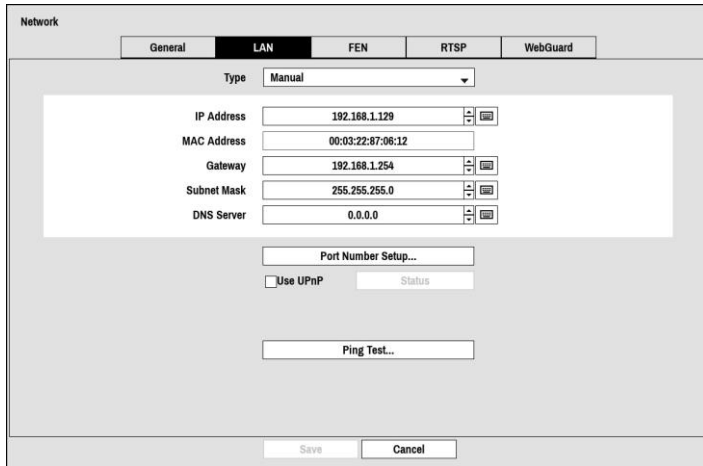 Network
General LAN FEN RTSP WebGuard
Type Manual
IP Address 192.168.1.129
MAC Address 00:03:22:87:06:12
Gateway 192.168.1.254
Subnet Mask 255.255.255.0
DNS Server 0.0.0.0
Port Number Setup...
Use UPnP Status
Ping Test...
Save Cancel